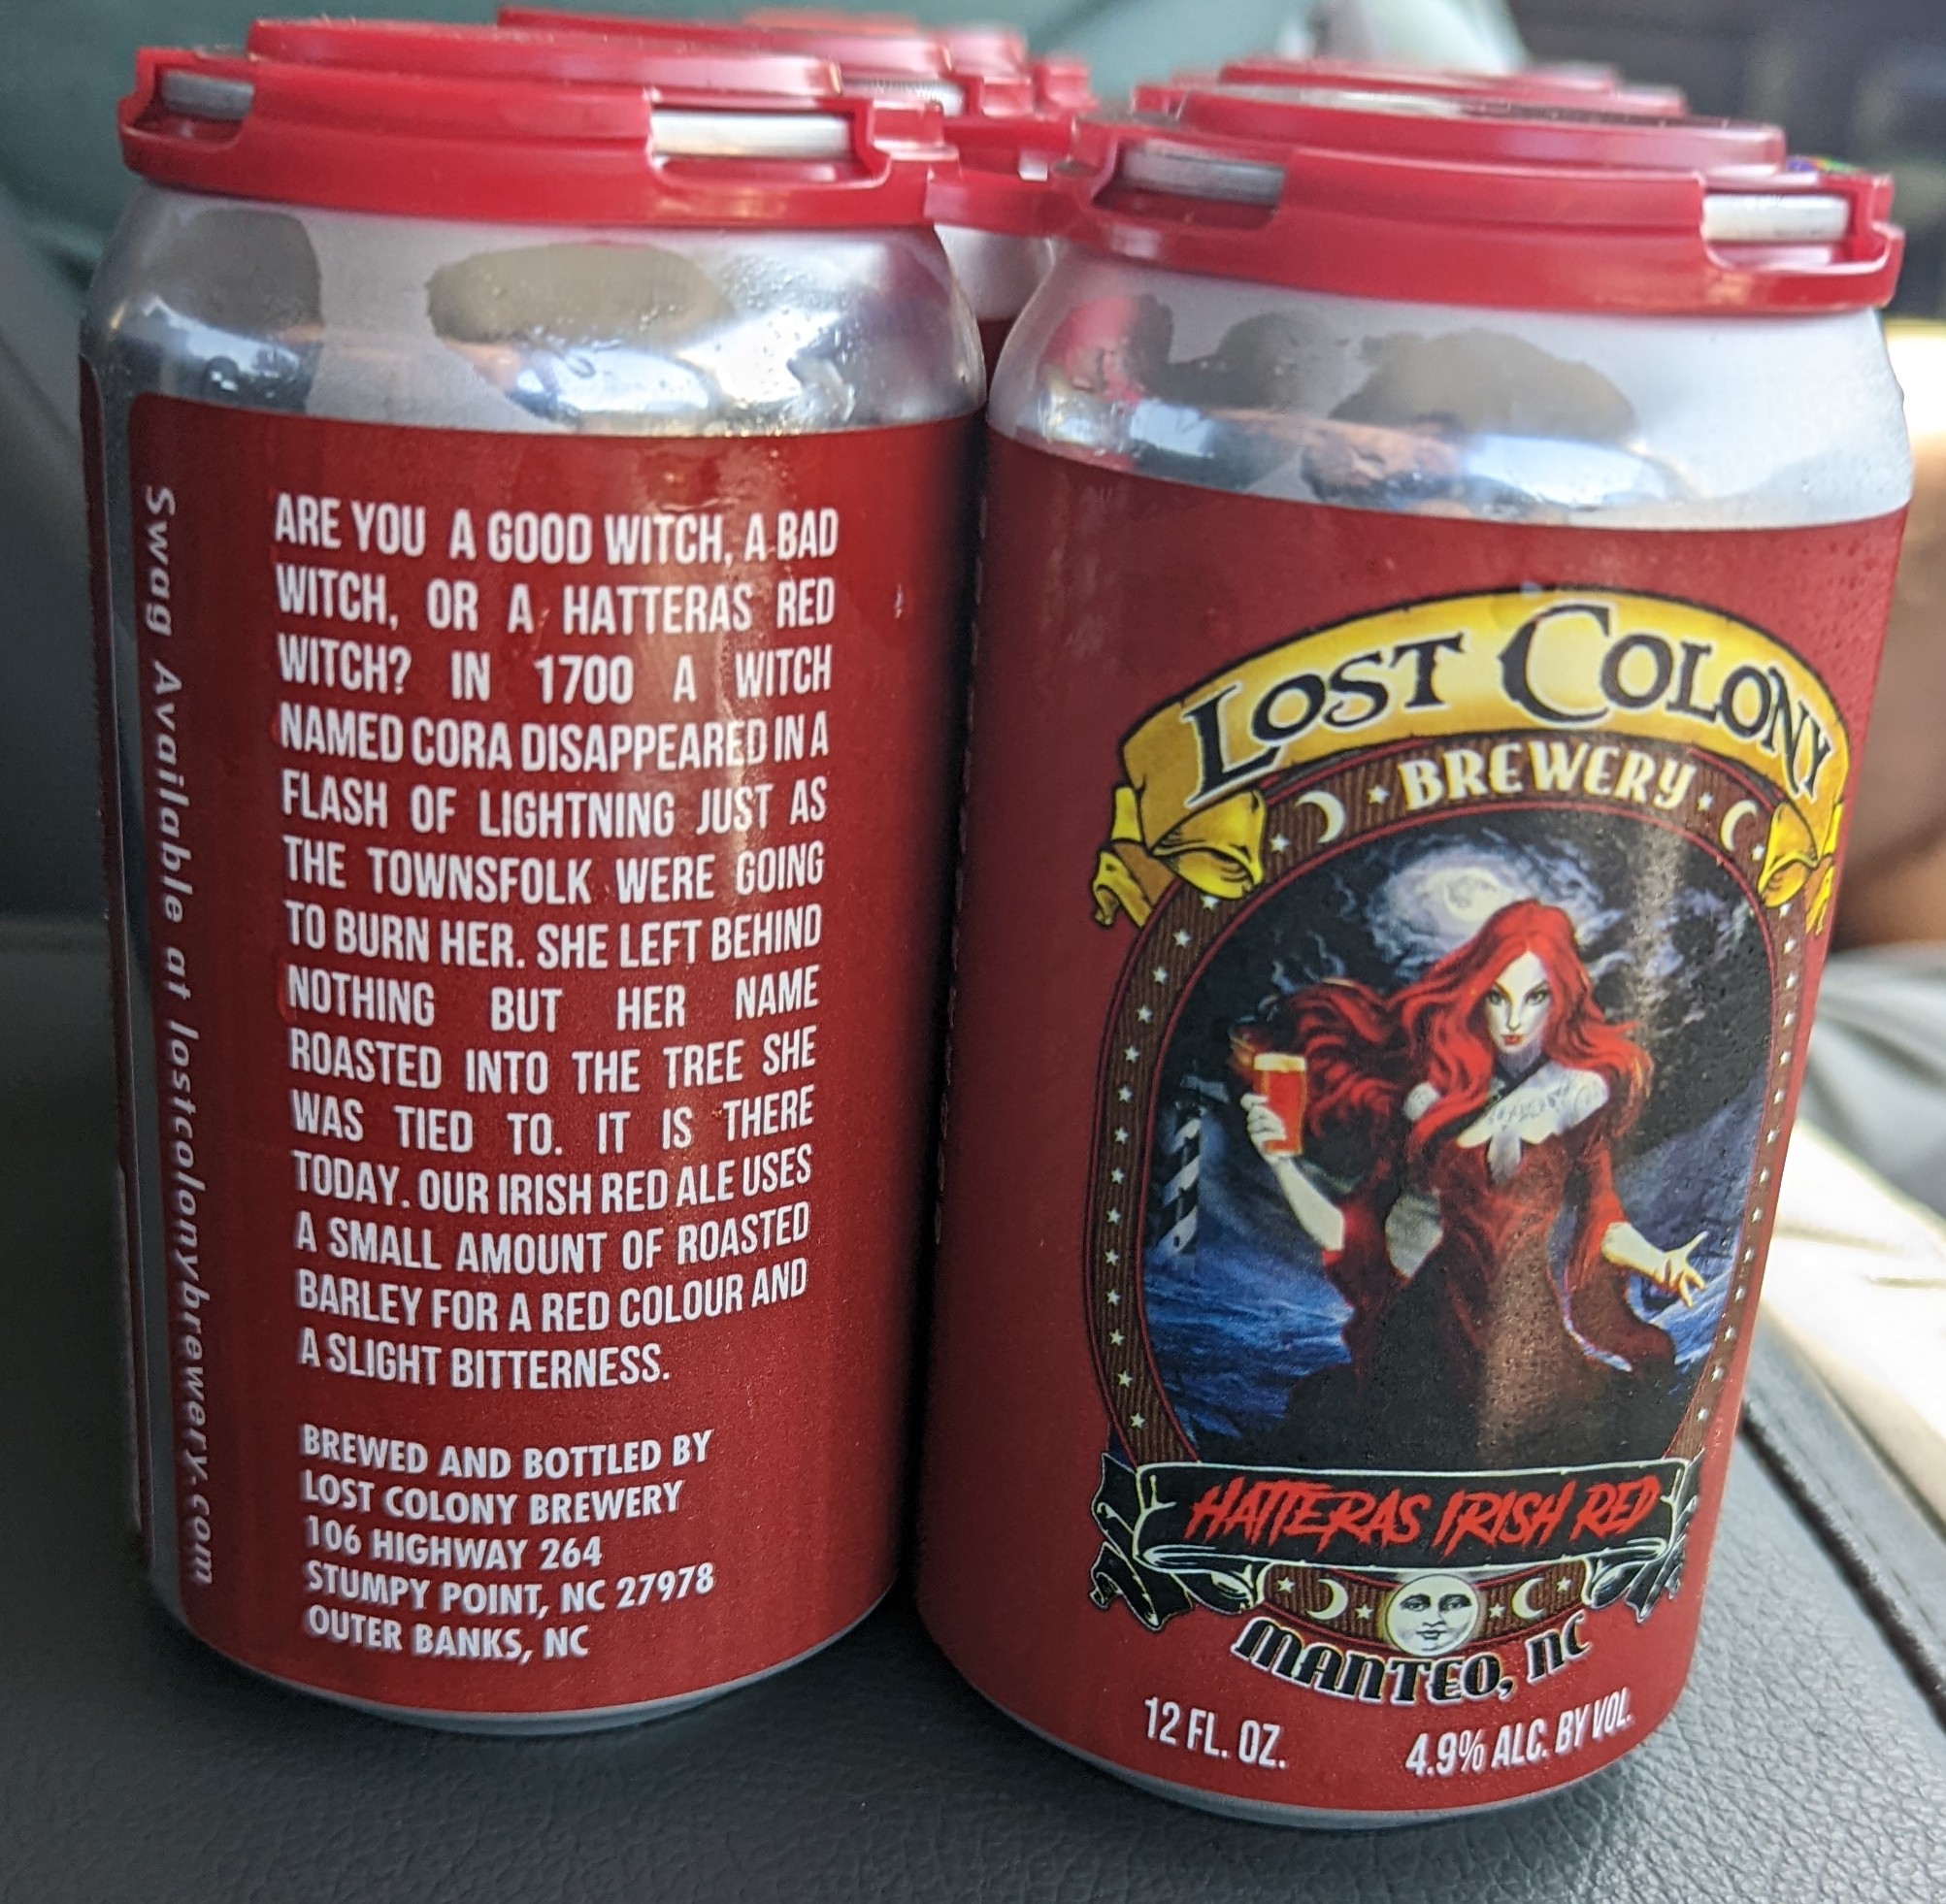 Swag Available at lostcolonybrewery.com
ARE YOU A GOOD WITCH, A BAD
WITCH, OR A HATTERAS RED
WITCH? IN 1700 A WITCH
NAMED CORA DISAPPEARED IN A
FLASH OF LIGHTNING JUST AS
THE TOWNSFOLK WERE GOING
TO BURN HER. SHE LEFT BEHIND
NOTHING BUT HER NAME
ROASTED INTO THE TREE SHE
WAS TIED TO. IT IS THERE
TODAY. OUR IRISH RED ALE USES
A SMALL AMOUNT OF ROASTED
BARLEY FOR A RED COLOUR AND
A SLIGHT BITTERNESS.
BREWED AND BOTTLED BY
LOST COLONY BREWERY
106 HIGHWAY 264
STUMPY POINT, NC 27978
OUTER BANKS, NC
LOST COLONY
BREWERY
HATTERAS IRISH RED
MANTEO, NC
12 FL. OZ.
4.9% ALC. BY VOL.